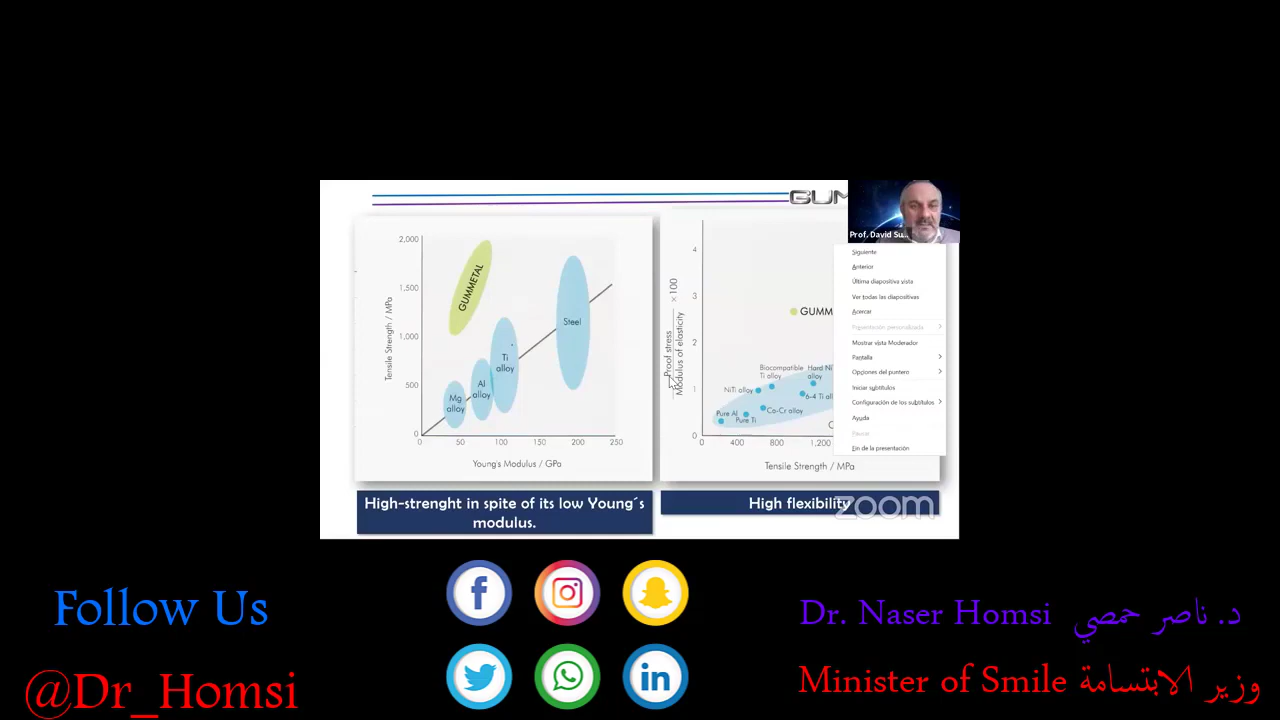 GUM
Prof. David Su...
2,000
1,500
1,000
500
0
Tensile Strength / MPa
GUMMETAL
Steel
Ti
alloy
Al
alloy
Mg
alloy
0 50 100 150 200 250
Young's Modulus / GPa
High-strenght in spite of its low Young´s
modulus.
4
3
2
1
0
Proof stress
Modulus of elasticity
×100
GUMM
Biocompatible
Ti alloy
Hard Ni
alloy
NiTi alloy
6-4 Ti all
Co-Cr alloy
Pure Al
Pure Ti
0 400 800 1,200
Tensile Strength / MPa
High flexibility
zoom
Siguiente
Anterior
Última diapositiva vista
Ver todas las diapositivas
Acercar
Presentación personalizada
Mostrar vista Moderador
Pantalla
Opciones del puntero
Iniciar subtítulos
Configuración de los subtítulos
Ayuda
Pausar
Fin de la presentación
Follow Us
@Dr_Homsi
Dr. Naser Homsi د. ناصر حمصي
Minister of Smile وزير الابتسامة